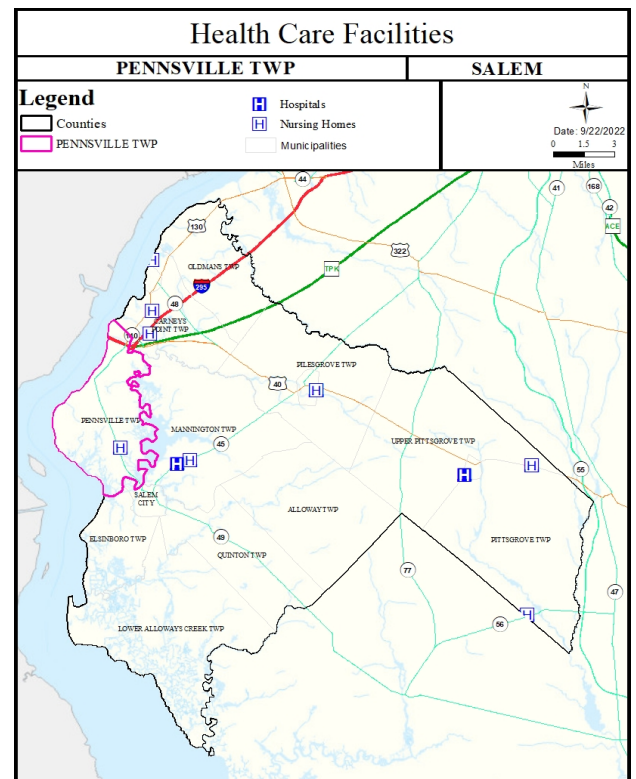 Health Care Facilities
PENNSVILLE TWP
SALEM
Legend
Counties
PENNSVILLE TWP
H Hospitals
H Nursing Homes
Municipalities
N
Date: 9/22/2022
0 1.5 3
Miles
44
41
168
42
ACE
130
322
OLDMANS TWP
TPK
295
48
CARNEYS
POINT TWP
H
H
H
PILESGROVE TWP
40
H
PENNSVILLE TWP
MANNINGTON TWP
UPPER PITTSGROVE TWP
45
H
H
H
H
H
55
SALEM
CITY
ALLOWAY TWP
ELSINBORO TWP
49
QUINTON TWP
PITTSGROVE TWP
77
47
H
56
LOWER ALLOWAYS CREEK TWP